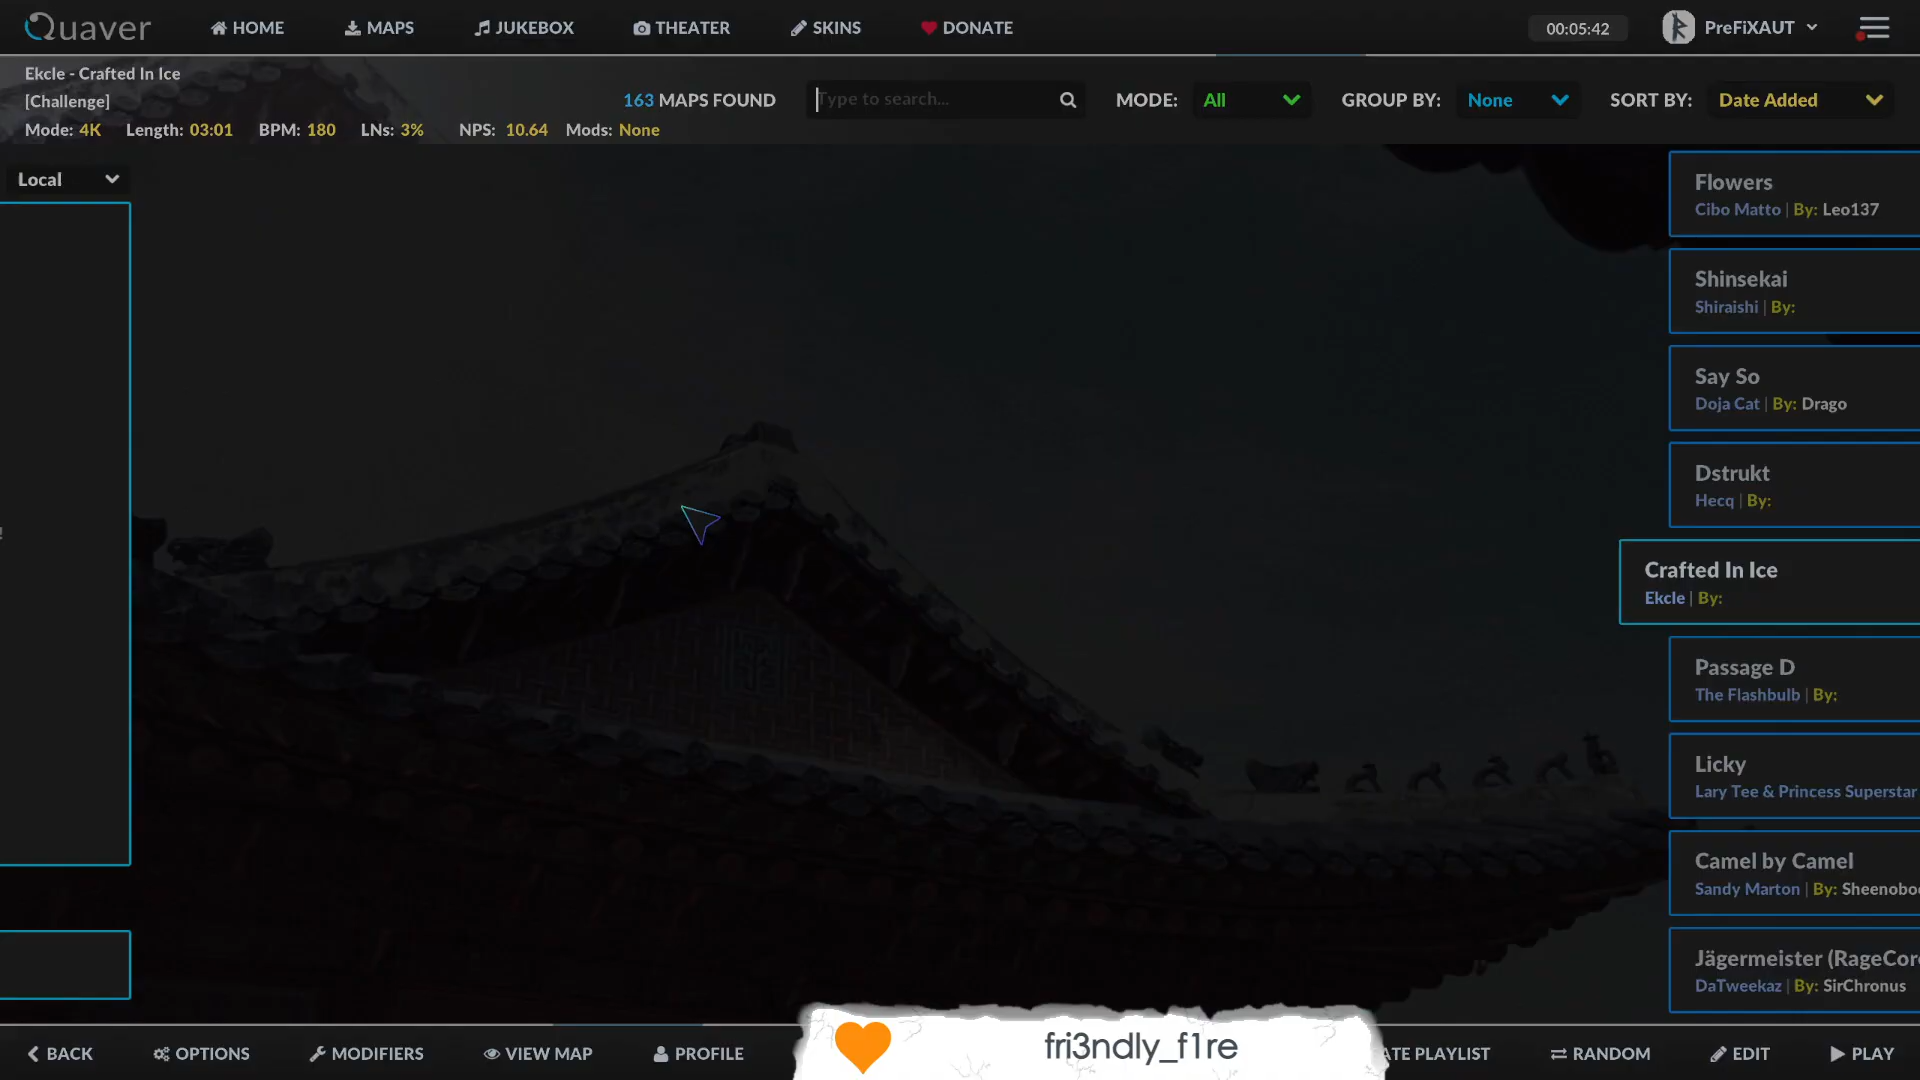 Quaver HOME MAPS JUKEBOX THEATER SKINS DONATE 00:05:42 PreFiXAUT
Ekcle - Crafted In Ice
[Challenge]
163 MAPS FOUND Type to search... MODE: All GROUP BY: None SORT BY: Date Added
Mode: 4K Length: 03:01 BPM: 180 LNs: 3% NPS: 10.64 Mods: None
Local
!
Flowers
Cibo Matto | By: Leo137
Shinsekai
Shiraishi | By:
Say So
Doja Cat | By: Drago
Dstrukt
Hecq | By:
Crafted In Ice
Ekcle | By:
Passage D
The Flashbulb | By:
Licky
Lary Tee & Princess Superstar
Camel by Camel
Sandy Marton | By: Sheenoboo
Jägermeister (RageCore
DaTweekaz | By: SirChronus
BACK OPTIONS MODIFIERS VIEW MAP PROFILE fri3ndly_f1re ATE PLAYLIST RANDOM EDIT PLAY